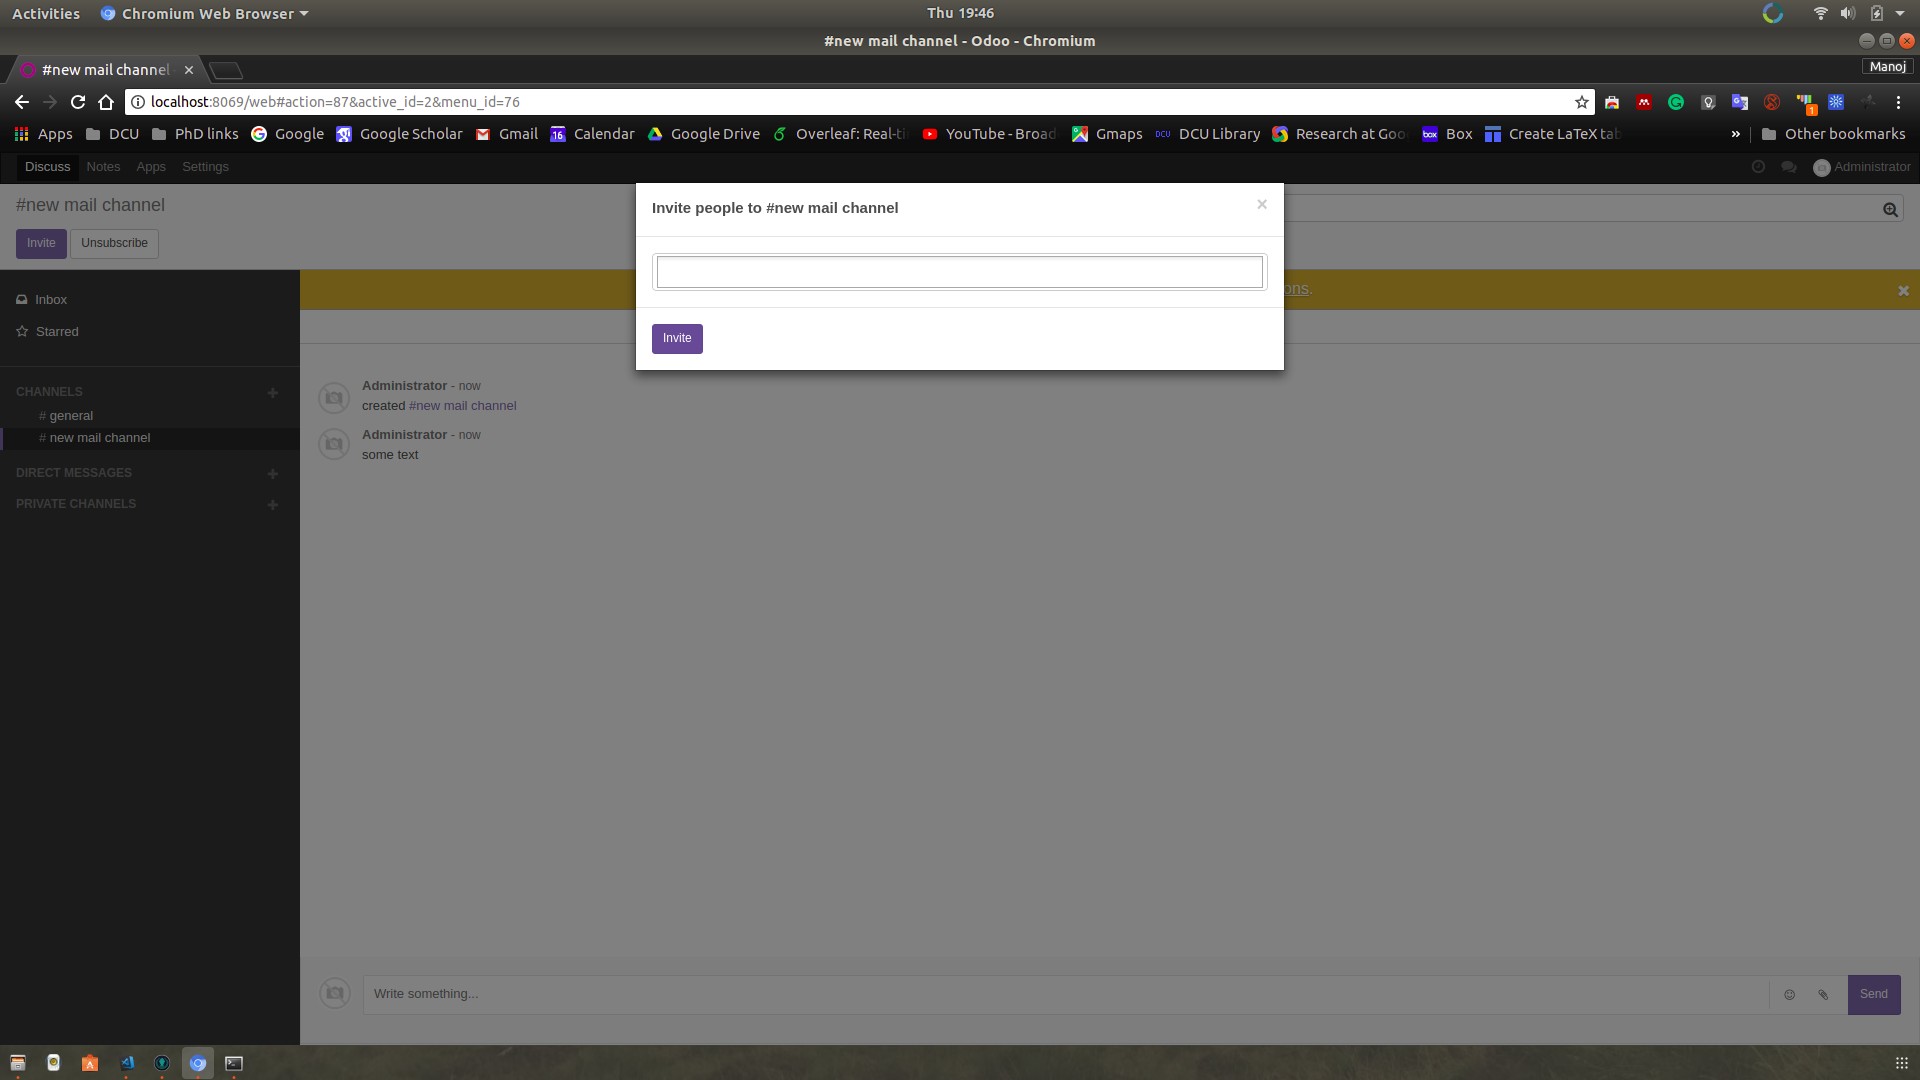 Activities Chromium Web Browser Thu 19:46
#new mail channel - Odoo - Chromium
#new mail channel Manoj
localhost:8069/web#action=87&active_id=2&menu_id=76 1
Apps DCU PhD links Google Google Scholar Gmail 16 Calendar Google Drive Overleaf: Real-ti YouTube - Broad Gmaps DCU DCU Library Research at Goo box Box Create LaTeX tab » Other bookmarks
Discuss Notes Apps Settings Administrator
#new mail channel
Invite Unsubscribe
Invite people to #new mail channel ×
Invite
ons.
Inbox
Starred
CHANNELS
# general
# new mail channel
DIRECT MESSAGES
PRIVATE CHANNELS
Administrator - now
created #new mail channel
Administrator - now
some text
Write something... Send